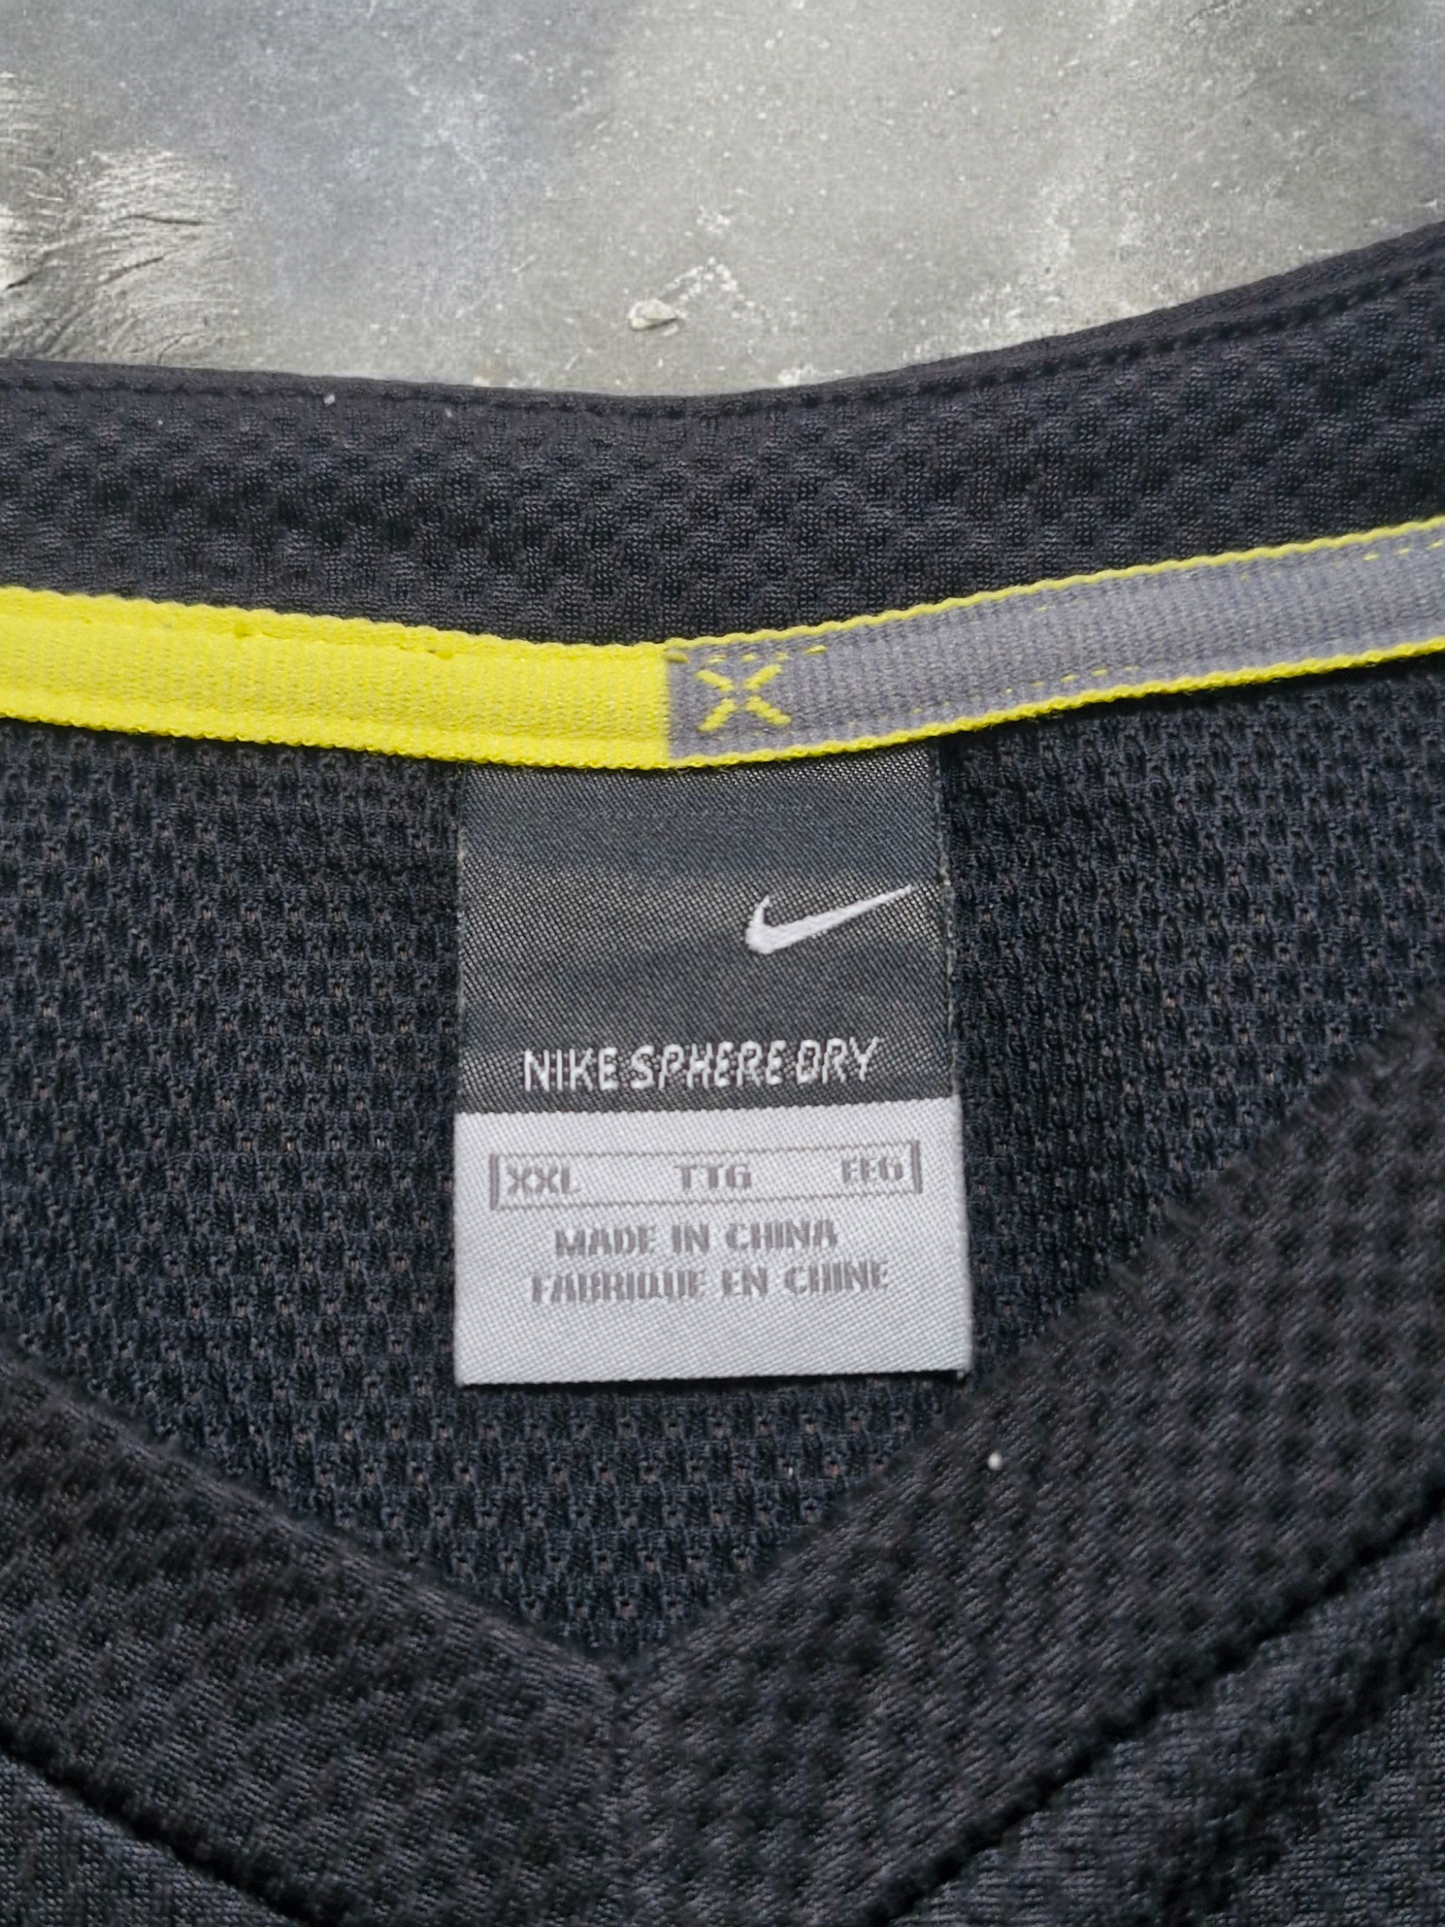 NIKE SPHERE DRY
XXL TTG EEG
MADE IN CHINA
FABRIQUE EN CHINE